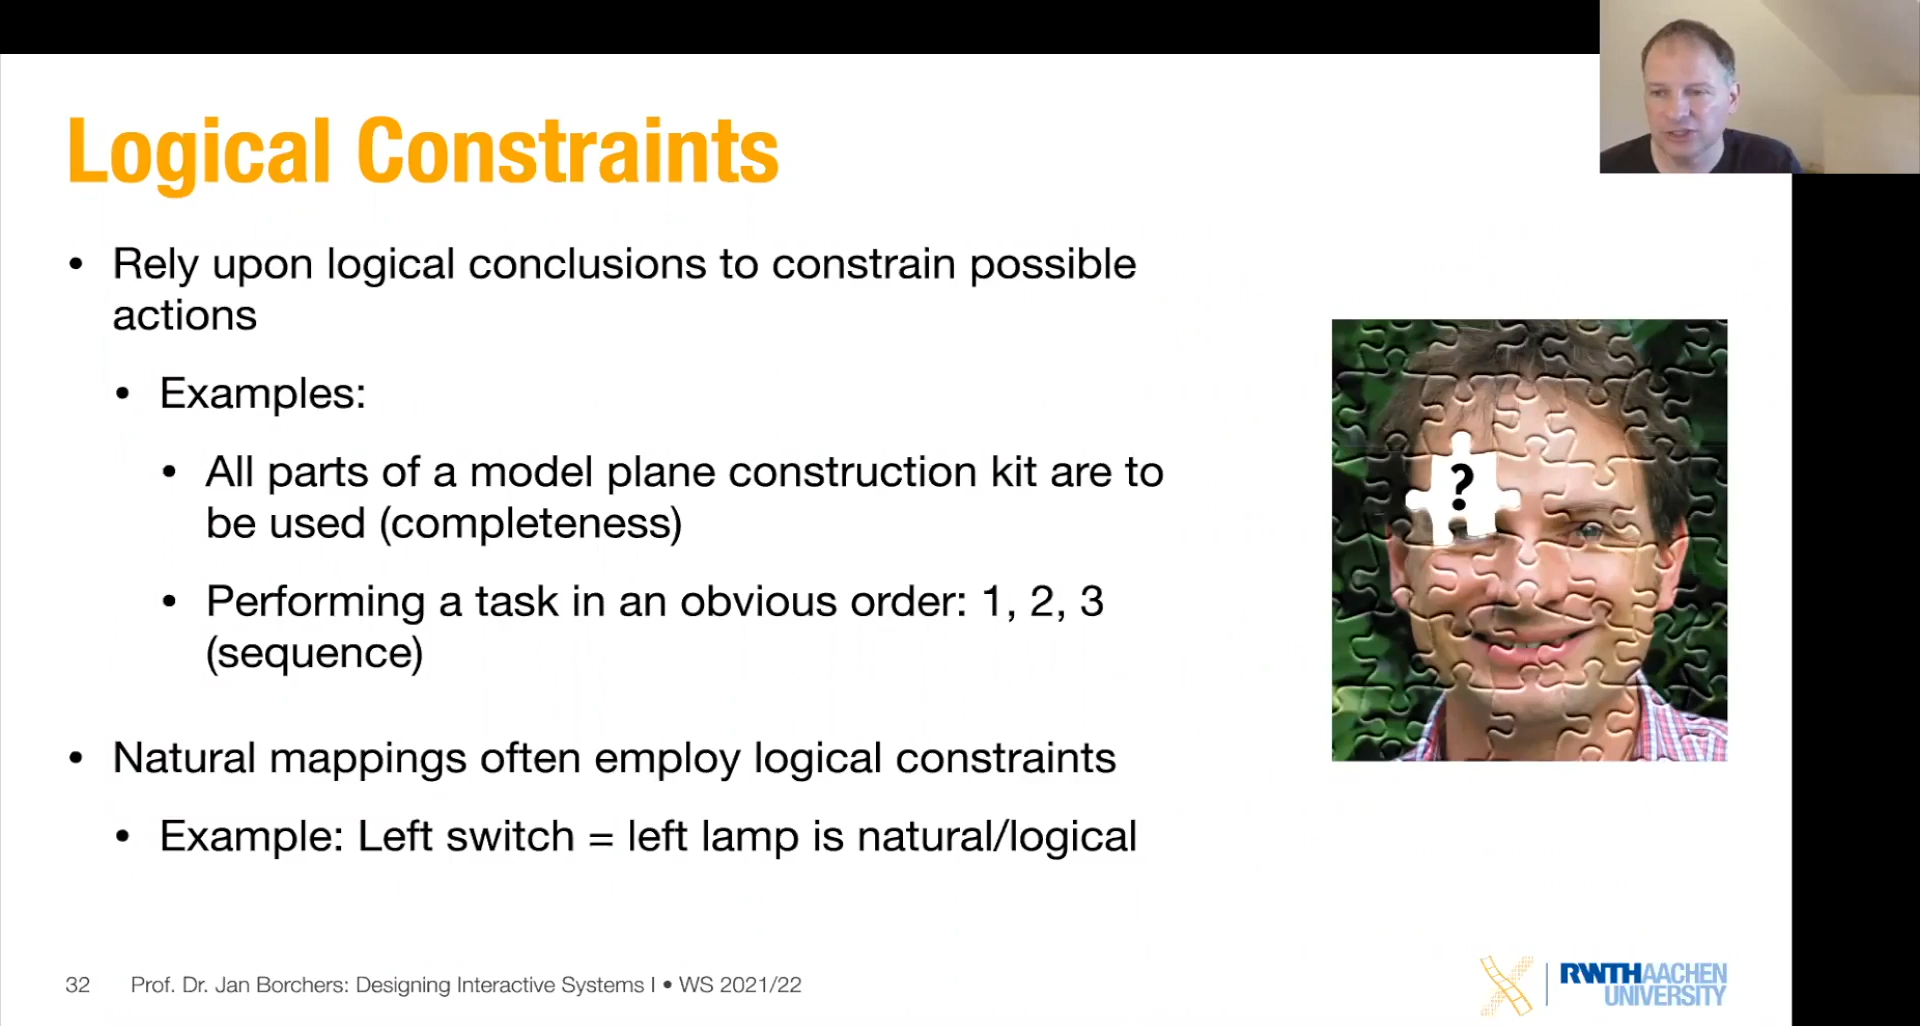 Logical Constraints
• Rely upon logical conclusions to constrain possible
actions
• Examples:
• All parts of a model plane construction kit are to
be used (completeness)
• Performing a task in an obvious order: 1, 2, 3
(sequence)
• Natural mappings often employ logical constraints
• Example: Left switch = left lamp is natural/logical
?
32 Prof. Dr. Jan Borchers: Designing Interactive Systems I • WS 2021/22
RWTHAACHEN
UNIVERSITY